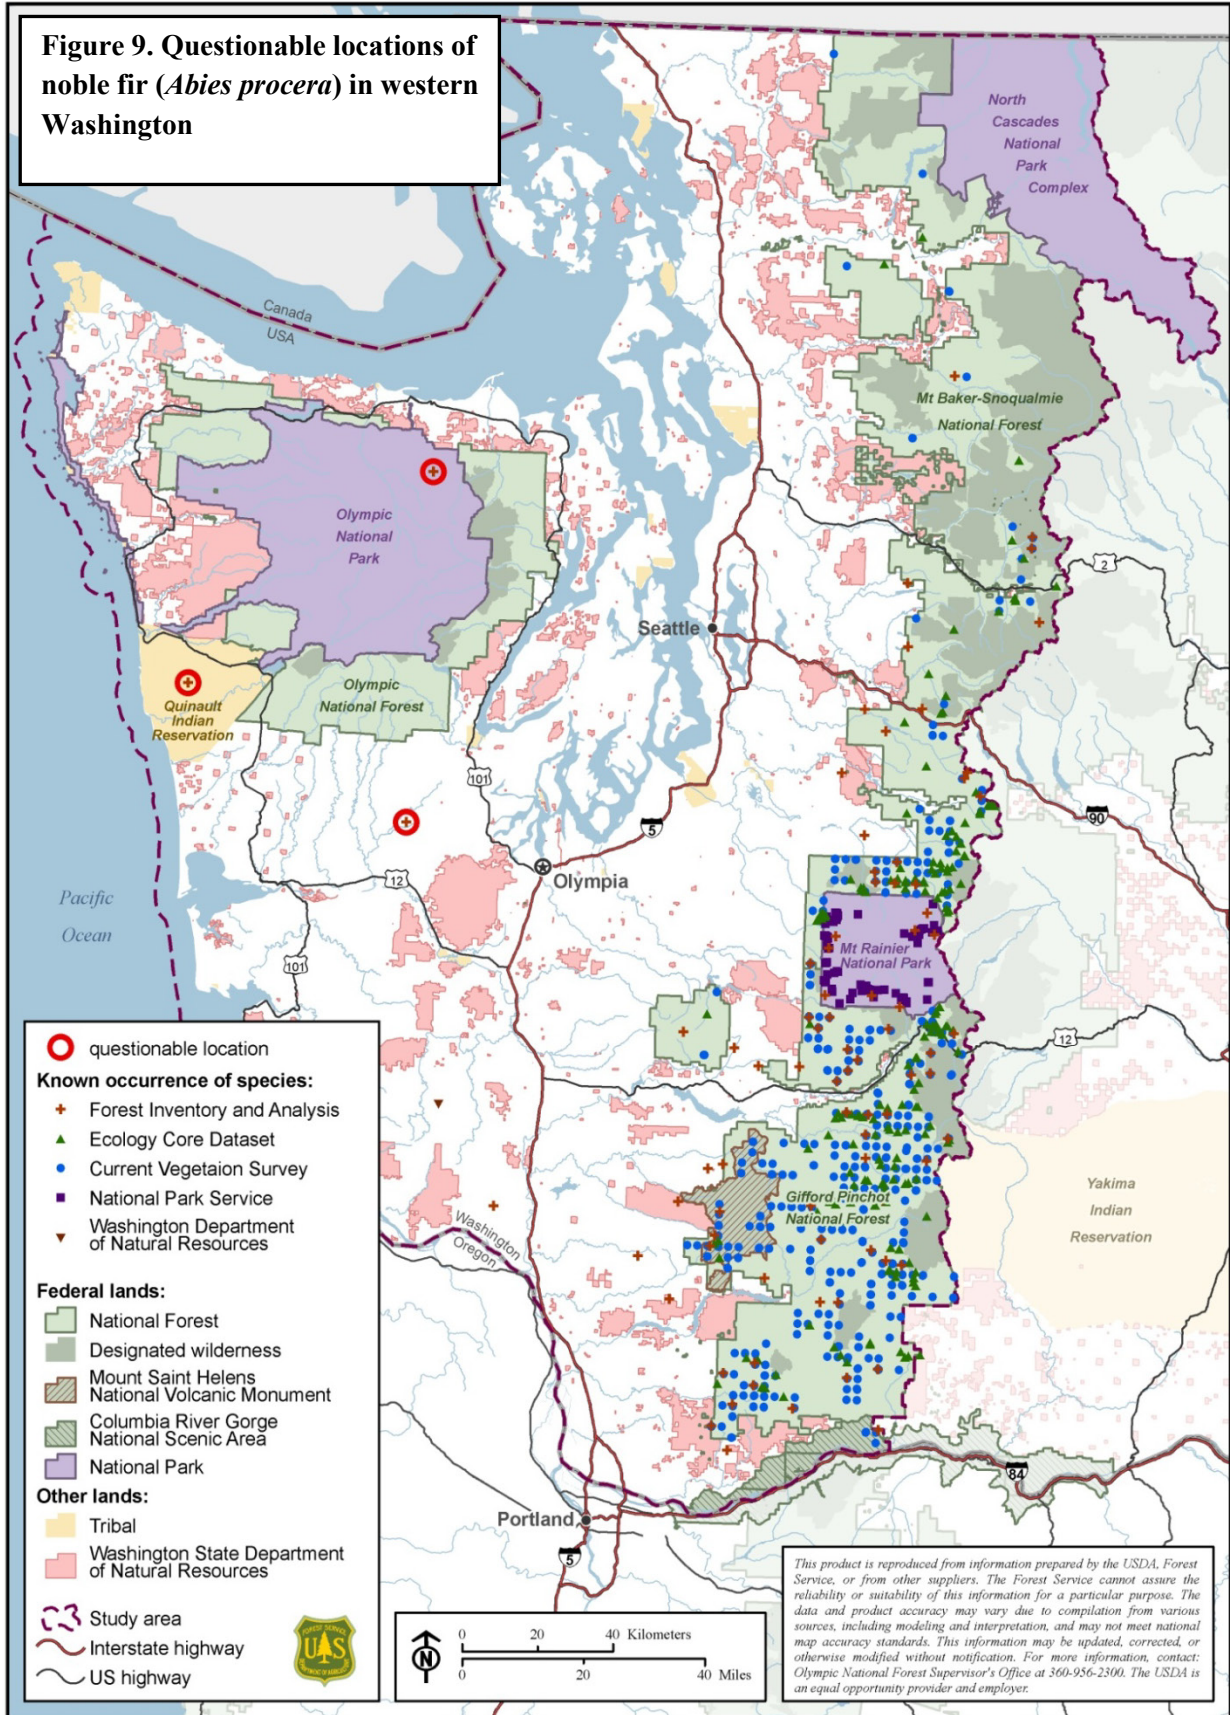 Figure 9. Questionable locations of
noble fir (Abies procera) in western
Washington
North
Cascades
National
Park
Complex
Canada
USA
Mt Baker-Snoqualmie
National Forest
Olympic
National
Park
2
Seattle
Quinault
Indian
Reservation
Olympic
National Forest
101
5
90
Olympia
12
Pacific
Ocean
101
Mt Rainier
National Park
12
Yakima
Indian
Reservation
Gifford Pinchot
National Forest
Washington
Oregon
84
Portland
5
questionable location
Known occurrence of species:
Forest Inventory and Analysis
Ecology Core Dataset
Current Vegetaion Survey
National Park Service
Washington Department
of Natural Resources
Federal lands:
National Forest
Designated wilderness
Mount Saint Helens
National Volcanic Monument
Columbia River Gorge
National Scenic Area
National Park
Other lands:
Tribal
Washington State Department
of Natural Resources
Study area
Interstate highway
US highway
FOREST SERVICE
U S
DEPARTMENT OF AGRICULTURE
N
0 20 40 Kilometers
0 20 40 Miles
This product is reproduced from information prepared by the USDA, Forest
Service, or from other suppliers. The Forest Service cannot assure the
reliability or suitability of this information for a particular purpose. The
data and product accuracy may vary due to compilation from various
sources, including modeling and interpretation, and may not meet national
map accuracy standards. This information may be updated, corrected, or
otherwise modified without notification. For more information, contact:
Olympic National Forest Supervisor's Office at 360-956-2300. The USDA is
an equal opportunity provider and employer.